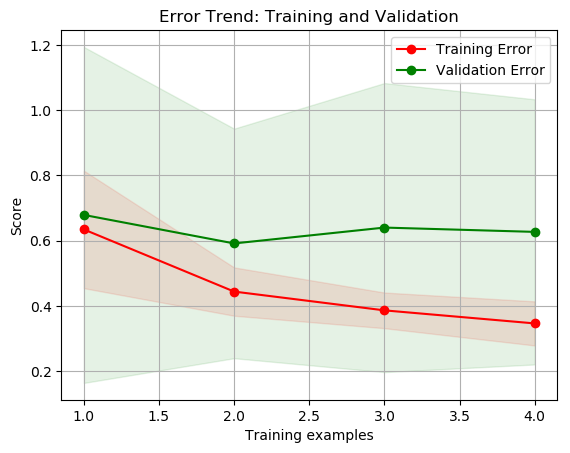 Error Trend: Training and Validation
Training Error
Validation Error
Score
1.2
1.0
0.8
0.6
0.4
0.2
1.0 1.5 2.0 2.5 3.0 3.5 4.0
Training examples